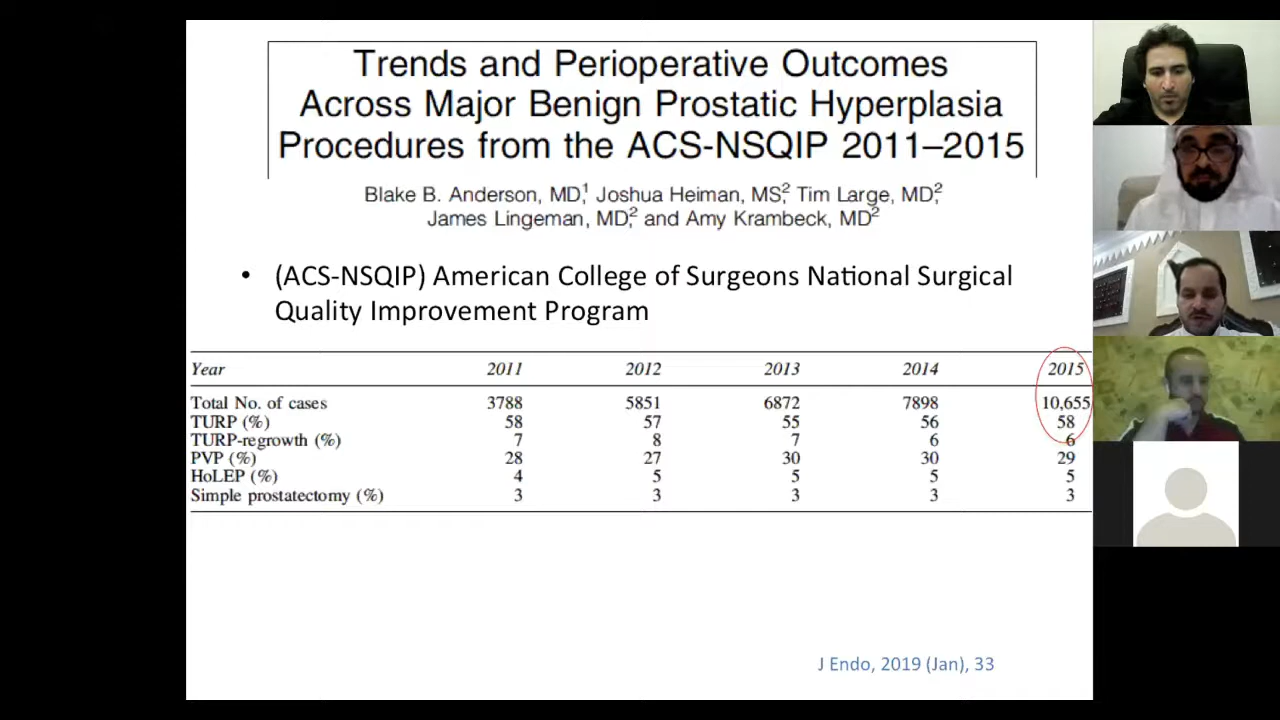 Trends and Perioperative Outcomes
Across Major Benign Prostatic Hyperplasia
Procedures from the ACS-NSQIP 2011–2015
Blake B. Anderson, MD,1 Joshua Heiman, MS,2 Tim Large, MD,2
James Lingeman, MD,2 and Amy Krambeck, MD2
• (ACS-NSQIP) American College of Surgeons National Surgical
Quality Improvement Program
Year 2011 2012 2013 2014 2015
Total No. of cases 3788 5851 6872 7898 10,655
TURP (%) 58 57 55 56 58
TURP-regrowth (%) 7 8 7 6 6
PVP (%) 28 27 30 30 29
HoLEP (%) 4 5 5 5 5
Simple prostatectomy (%) 3 3 3 3 3
J Endo, 2019 (Jan), 33